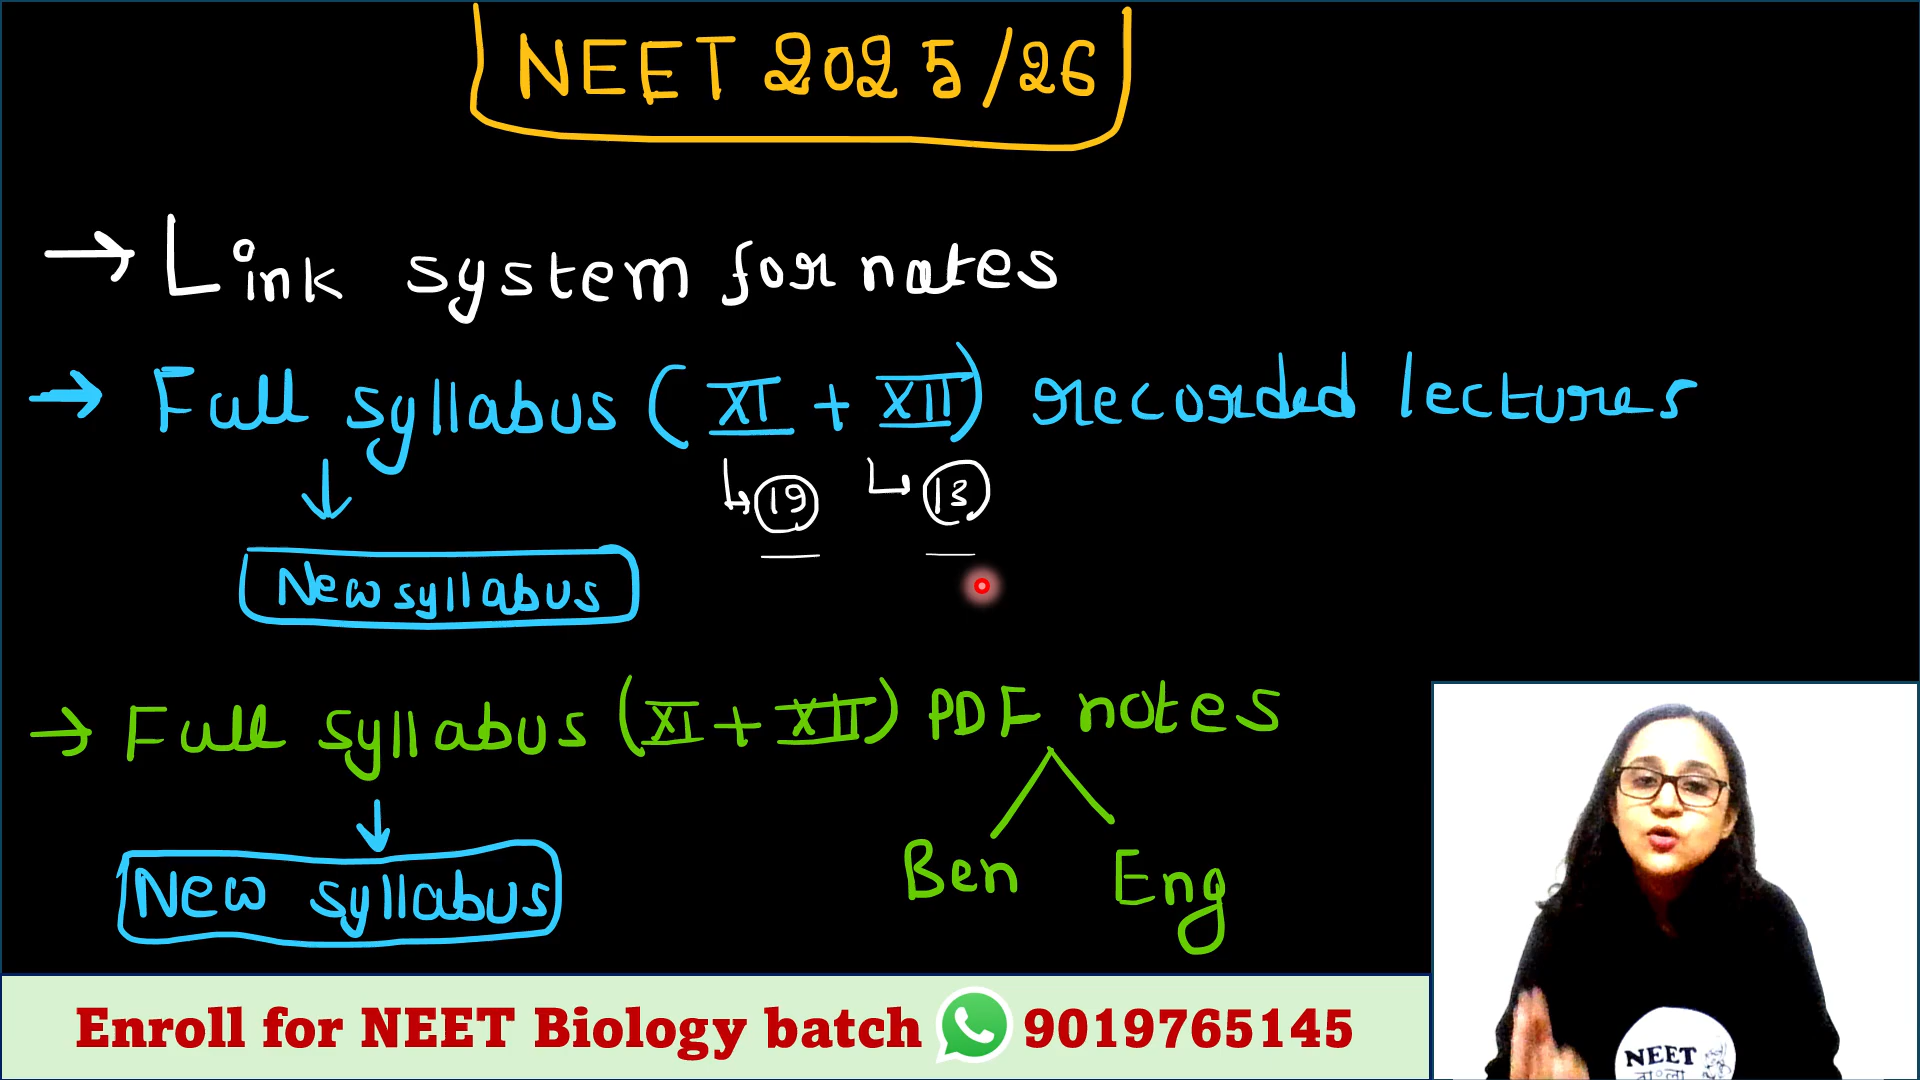 NEET 2025/26
→ Link system for notes
→ Full syllabus (XI + XII) recorded lectures
19 13
New syllabus
→ Full syllabus (XI + XII) PDF notes
Ben Eng
New syllabus
Enroll for NEET Biology batch 9019765145
NEET
বাংলা